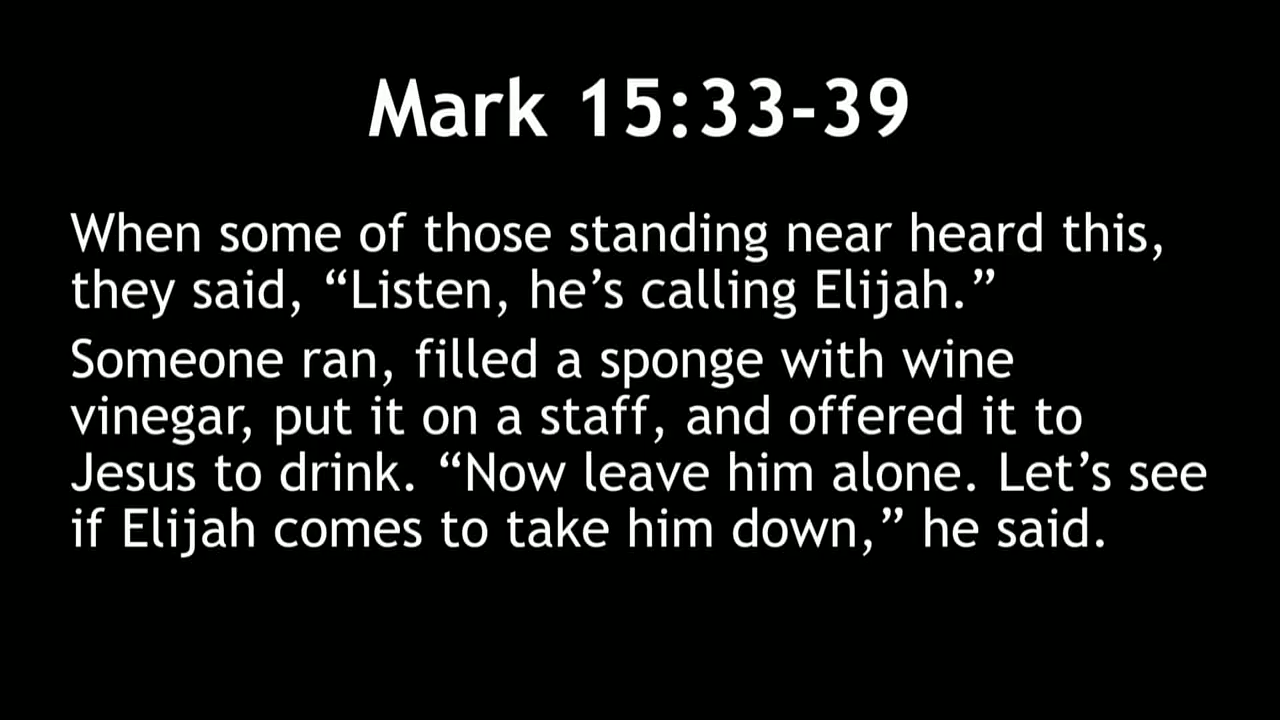 Mark 15:33-39
When some of those standing near heard this,
they said, “Listen, he’s calling Elijah.”
Someone ran, filled a sponge with wine
vinegar, put it on a staff, and offered it to
Jesus to drink. “Now leave him alone. Let’s see
if Elijah comes to take him down,” he said.